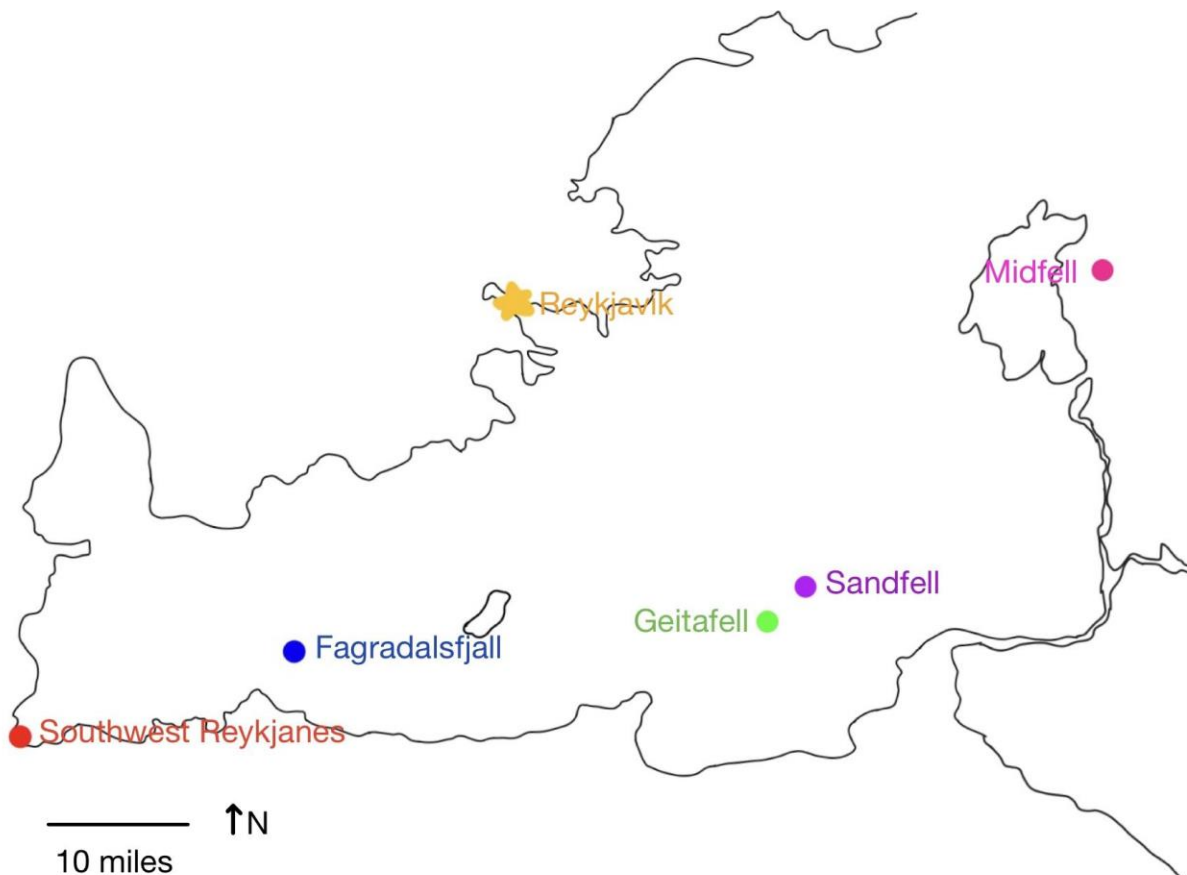 Midfell
Reykjavik
Sandfell
Geitafell
Fagradalsfjall
Southwest Reykjanes
N
10 miles